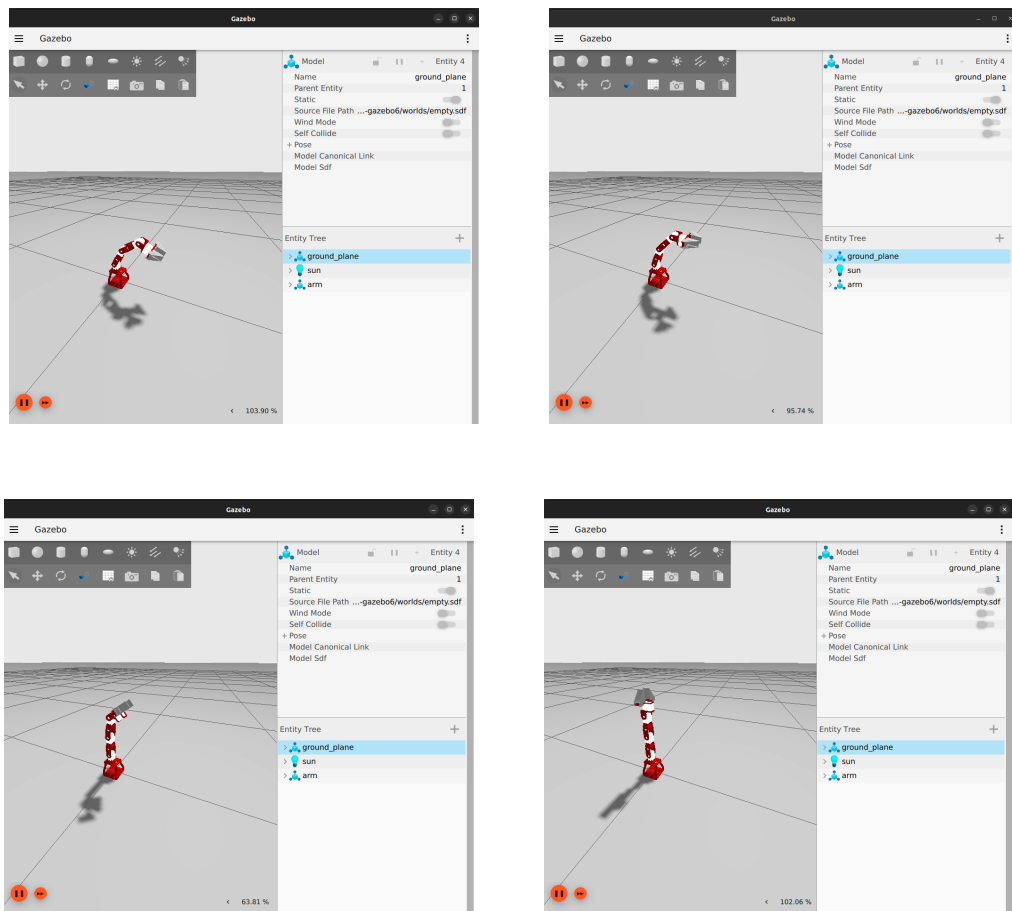 Gazebo
Gazebo
Model Entity 4
Name ground_plane
Parent Entity 1
Static
Source File Path ...-gazebo6/worlds/empty.sdf
Wind Mode
Self Collide
+ Pose
Model Canonical Link
Model Sdf
Entity Tree +
> ground_plane
> sun
> arm
< 103.90 %
Gazebo
Gazebo
Model Entity 4
Name ground_plane
Parent Entity 1
Static
Source File Path ...-gazebo6/worlds/empty.sdf
Wind Mode
Self Collide
+ Pose
Model Canonical Link
Model Sdf
Entity Tree +
> ground_plane
> sun
> arm
< 95.74 %
Gazebo
Gazebo
Model Entity 4
Name ground_plane
Parent Entity 1
Static
Source File Path ...-gazebo6/worlds/empty.sdf
Wind Mode
Self Collide
+ Pose
Model Canonical Link
Model Sdf
Entity Tree +
> ground_plane
> sun
> arm
< 63.81 %
Gazebo
Gazebo
Model Entity 4
Name ground_plane
Parent Entity 1
Static
Source File Path ...-gazebo6/worlds/empty.sdf
Wind Mode
Self Collide
+ Pose
Model Canonical Link
Model Sdf
Entity Tree +
> ground_plane
> sun
> arm
< 102.06 %